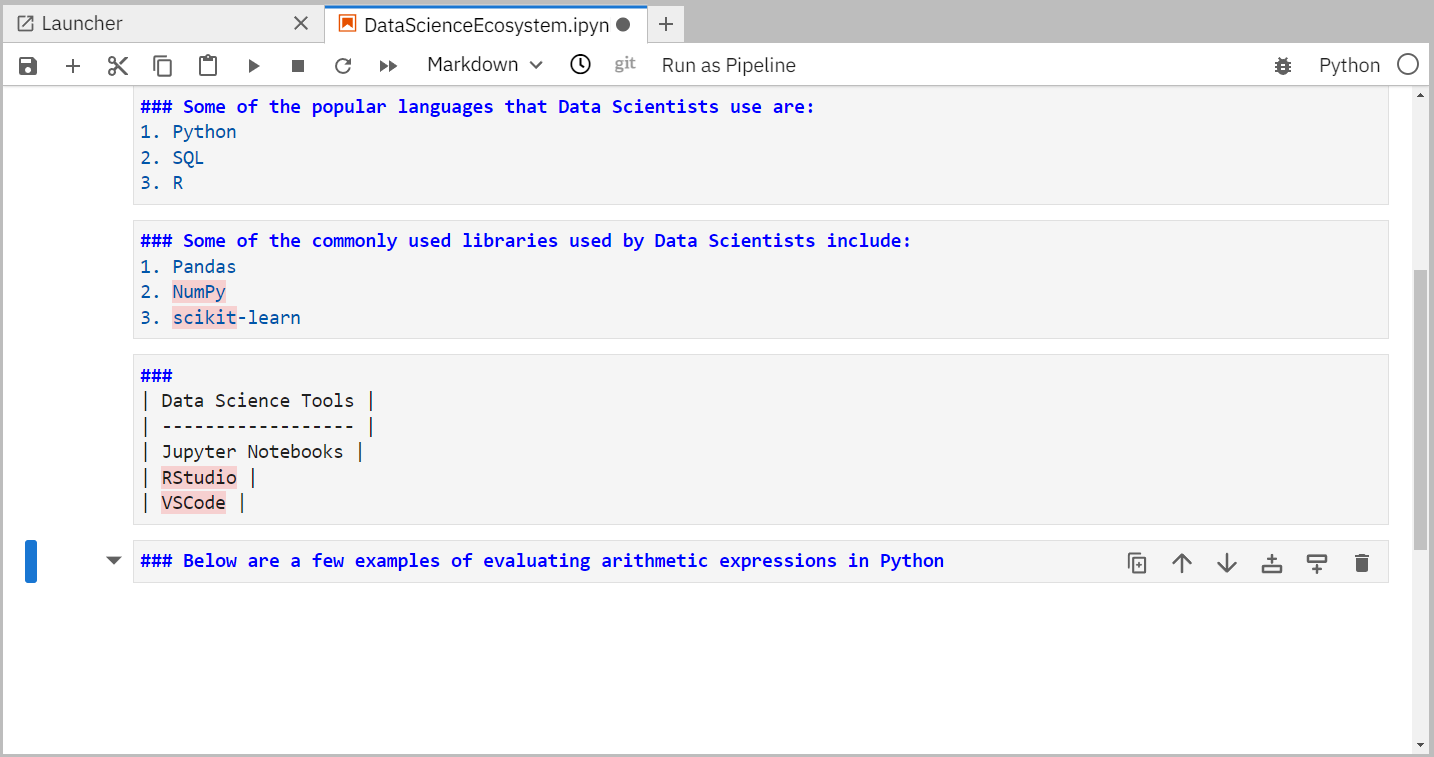 Launcher
DataScienceEcosystem.ipyn
Markdown git Run as Pipeline Python
### Some of the popular languages that Data Scientists use are:
1. Python
2. SQL
3. R
### Some of the commonly used libraries used by Data Scientists include:
1. Pandas
2. NumPy
3. scikit-learn
###
| Data Science Tools |
| ------------------ |
| Jupyter Notebooks |
| RStudio |
| VSCode |
### Below are a few examples of evaluating arithmetic expressions in Python